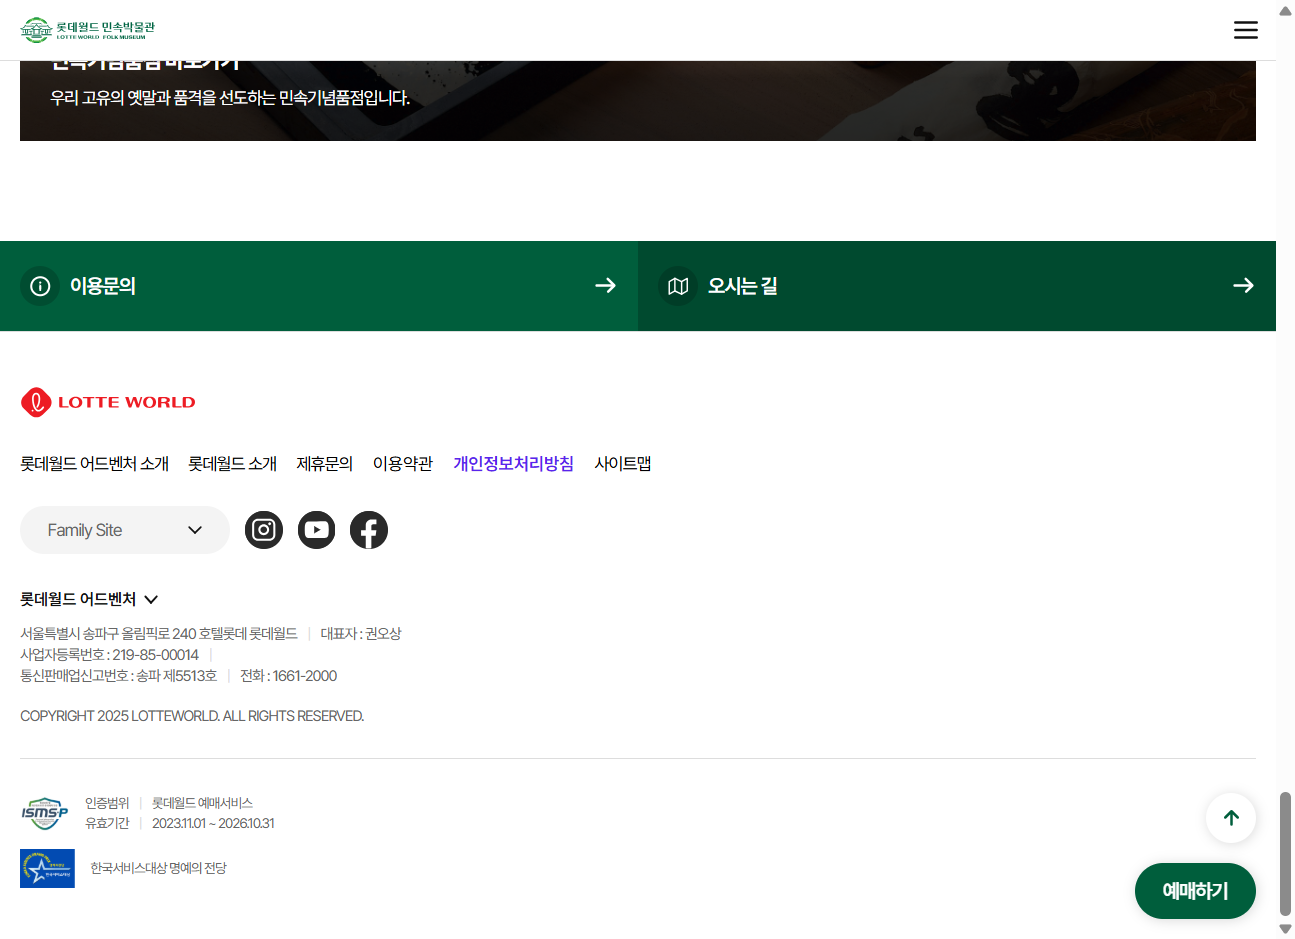 롯데월드 민속박물관
LOTTE WORLD FOLK MUSEUM
민속기념품점 바로가기
우리 고유의 옛말과 품격을 선도하는 민속기념품점입니다.
이용문의
오시는 길
LOTTE WORLD
롯데월드 어드벤처 소개 롯데월드 소개 제휴문의 이용약관 개인정보처리방침 사이트맵
Family Site
롯데월드 어드벤처
서울특별시 송파구 올림픽로 240 호텔롯데 롯데월드 | 대표자 : 권오상
사업자등록번호 : 219-85-00014 |
통신판매업신고번호 : 송파 제5513호 | 전화 : 1661-2000
COPYRIGHT 2025 LOTTEWORLD. ALL RIGHTS RESERVED.
ISMS-P
인증범위 | 롯데월드 예매서비스
유효기간 | 2023.11.01 ~ 2026.10.31
한국서비스대상 명예의 전당
예매하기